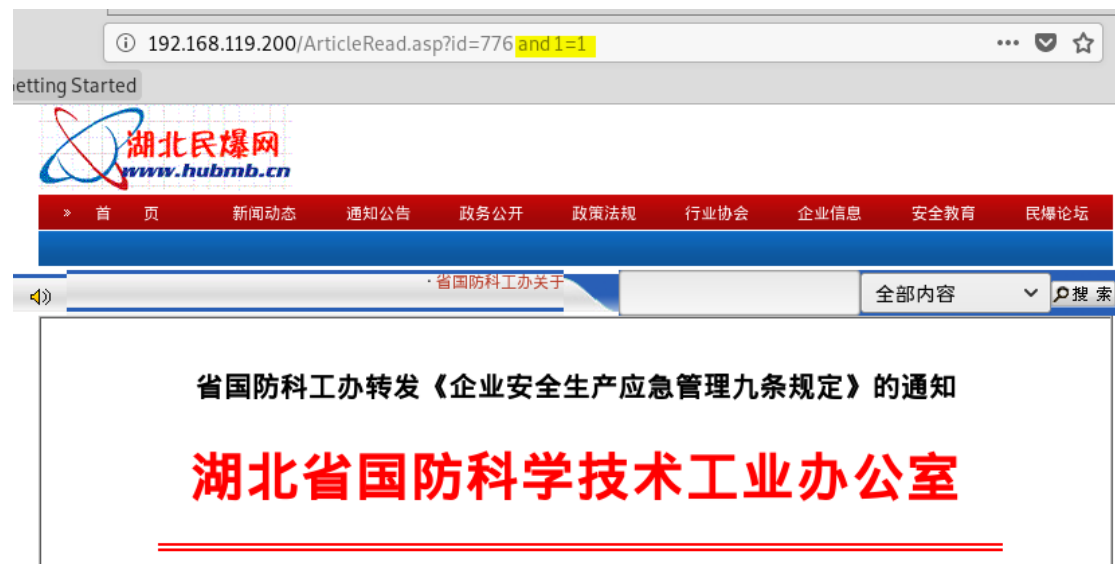 192.168.119.200/ArticleRead.asp?id=776 and 1=1
etting Started
湖北民爆网
www.hubmb.cn
» 首 页 新闻动态 通知公告 政务公开 政策法规 行业协会 企业信息 安全教育 民爆论坛
· 省国防科工办关于 全部内容 搜 索
省国防科工办转发《企业安全生产应急管理九条规定》的通知
湖北省国防科学技术工业办公室